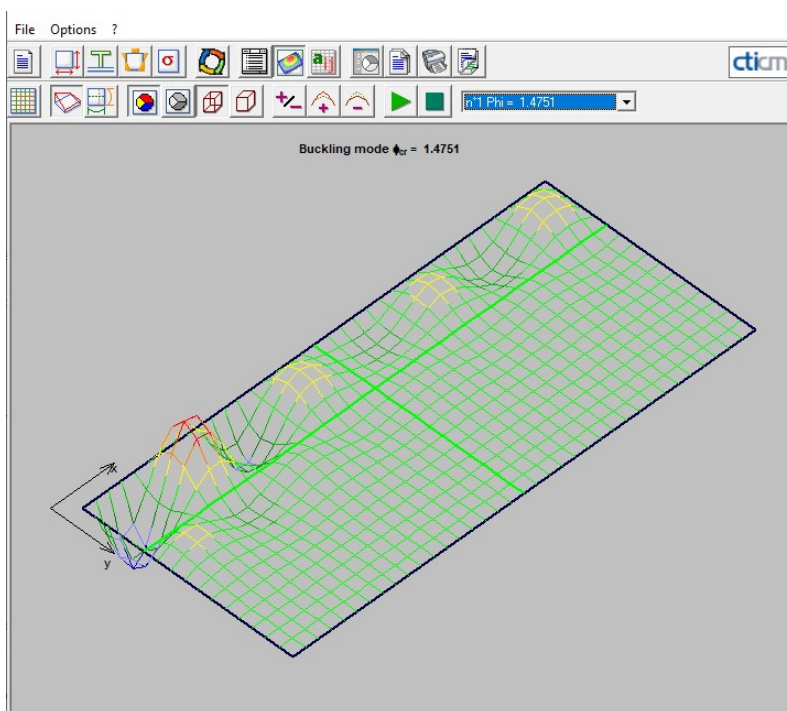 File Options ?
σ
cticm
n°1 Phi = 1.4751
Buckling mode ϕcr = 1.4751
x
y